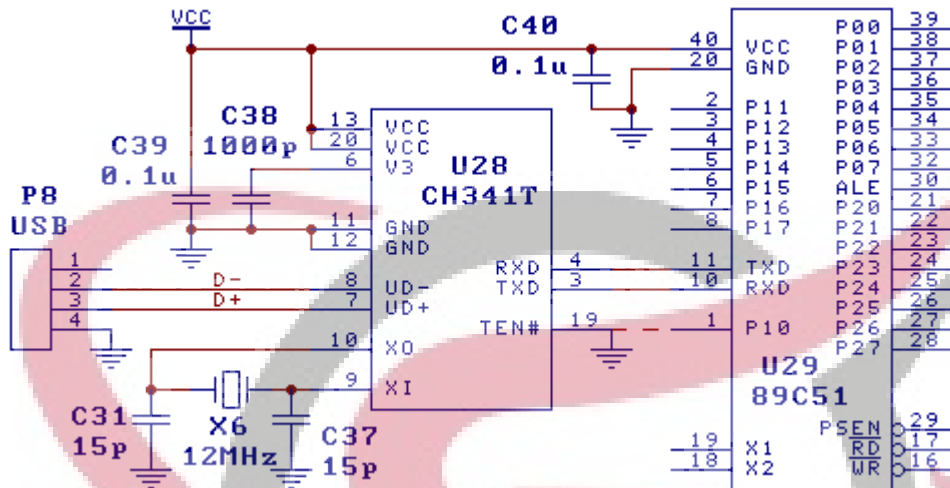 VCC
C40
0.1u
40 VCC
20 GND
2 P11
3 P12
4 P13
5 P14
6 P15
7 P16
8 P17
11 TXD
10 RXD
1 P10
19 X1
18 X2
P00 39
P01 38
P02 37
P03 36
P04 35
P05 34
P06 33
P07 32
ALE 30
P20 21
P21 22
P22 23
P23 24
P24 25
P25 26
P26 27
P27 28
U29
89C51
PSEN 29
RD 17
WR 16
C38
1000p
C39
0.1u
P8
USB
1
2 D-
3 D+
4
U28
CH341T
13 VCC
20 VCC
6 V3
11 GND
12 GND
8 UD-
7 UD+
10 XO
9 XI
RXD 4
TXD 3
TEN# 19
C31
15p
X6
12MHz
C37
15p